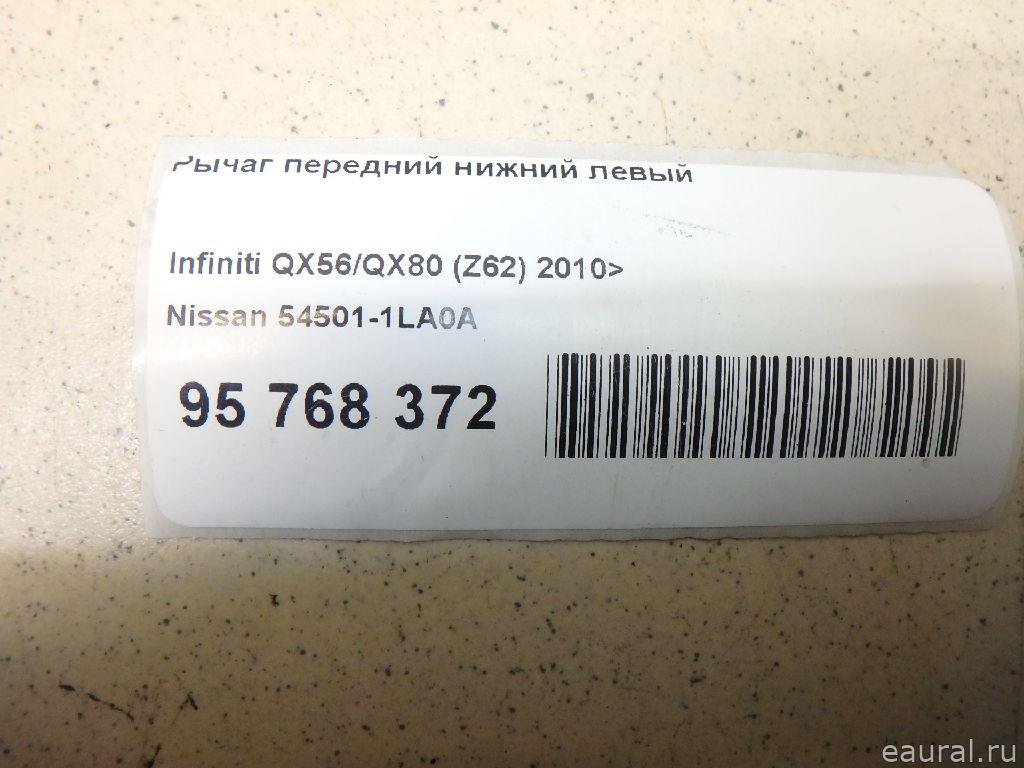 Рычаг передний нижний левый
Infiniti QX56/QX80 (Z62) 2010>
Nissan 54501-1LA0A
95 768 372
eaural.ru